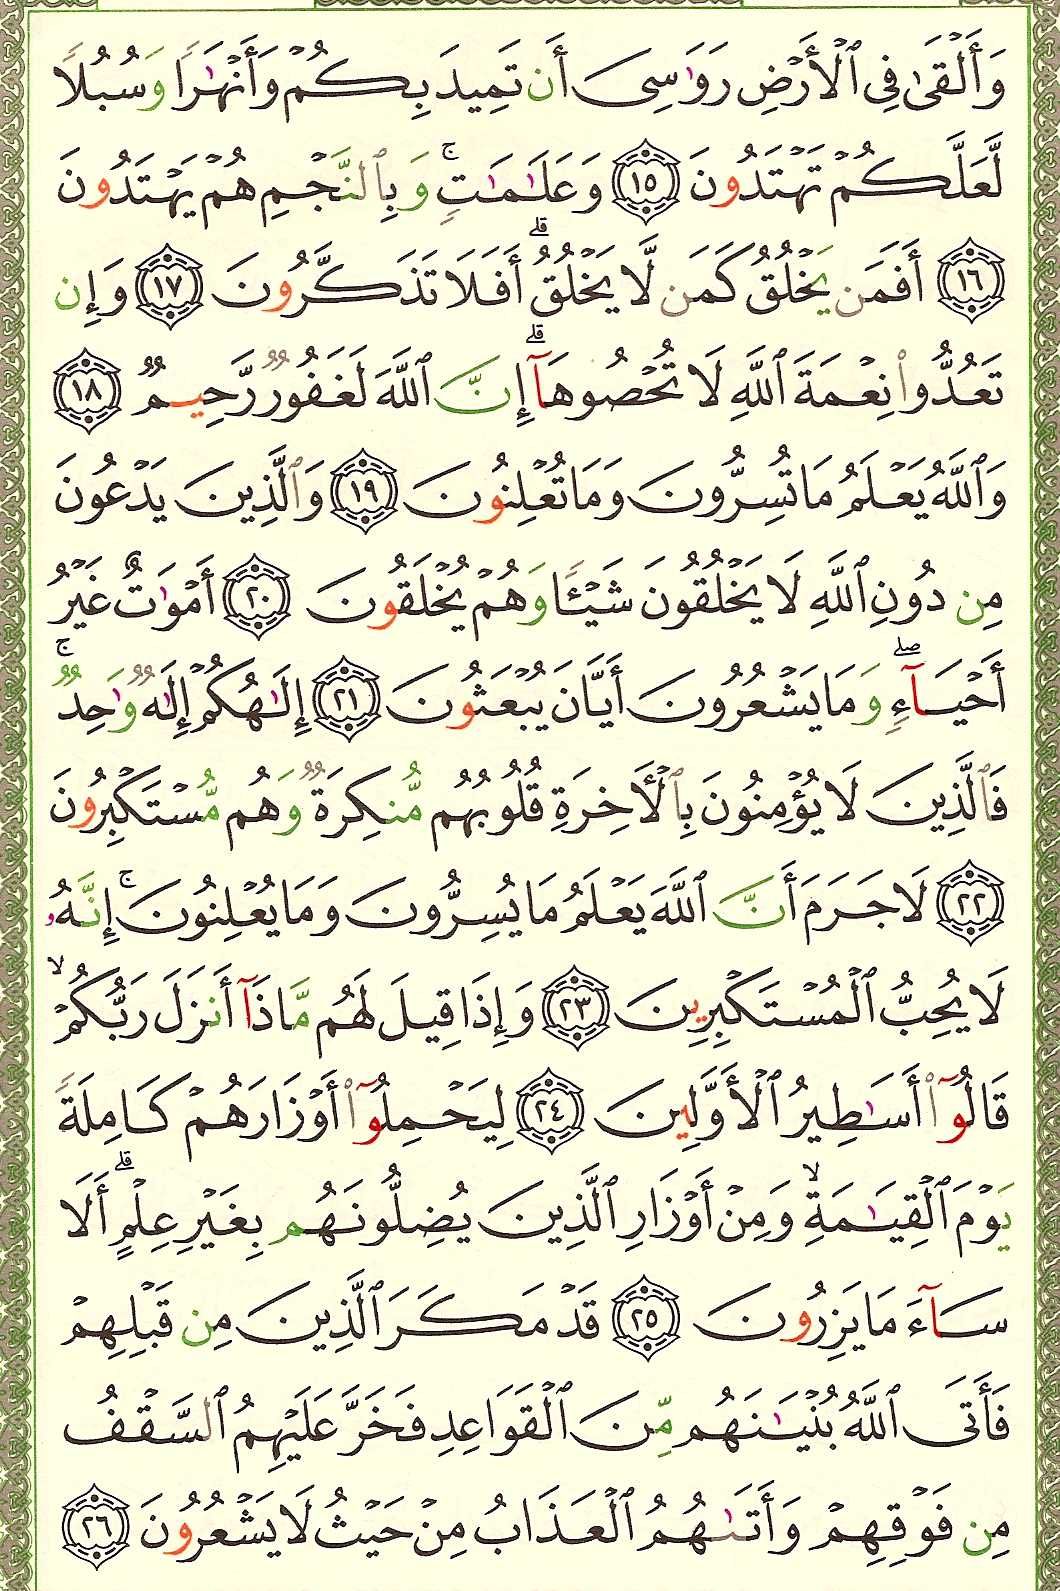 وَأَلْقَىٰ فِى ٱلْأَرْضِ رَوَٰسِىَ أَن تَمِيدَ بِكُمْ وَأَنْهَٰرًا وَسُبُلًا
لَّعَلَّكُمْ تَهْتَدُونَ ١٥ وَعَلَٰمَٰتٍ ۚ وَبِٱلنَّجْمِ هُمْ يَهْتَدُونَ
١٦ أَفَمَن يَخْلُقُ كَمَن لَّا يَخْلُقُ ۗ أَفَلَا تَذَكَّرُونَ ١٧ وَإِن
تَعُدُّوا۟ نِعْمَةَ ٱللَّهِ لَا تُحْصُوهَآ ۗ إِنَّ ٱللَّهَ لَغَفُورٌ رَّحِيمٌ ١٨
وَٱللَّهُ يَعْلَمُ مَا تُسِرُّونَ وَمَا تُعْلِنُونَ ١٩ وَٱلَّذِينَ يَدْعُونَ
مِن دُونِ ٱللَّهِ لَا يَخْلُقُونَ شَيْـًٔا وَهُمْ يُخْلَقُونَ ٢٠ أَمْوَٰتٌ غَيْرُ
أَحْيَآءٍ ۖ وَمَا يَشْعُرُونَ أَيَّانَ يُبْعَثُونَ ٢١ إِلَٰهُكُمْ إِلَٰهٌ وَٰحِدٌ ۚ
فَٱلَّذِينَ لَا يُؤْمِنُونَ بِٱلْأَخِرَةِ قُلُوبُهُم مُّنكِرَةٌ وَهُم مُّسْتَكْبِرُونَ
٢٢ لَا جَرَمَ أَنَّ ٱللَّهَ يَعْلَمُ مَا يُسِرُّونَ وَمَا يُعْلِنُونَ ۚ إِنَّهُۥ
لَا يُحِبُّ ٱلْمُسْتَكْبِرِينَ ٢٣ وَإِذَا قِيلَ لَهُم مَّاذَآ أَنزَلَ رَبُّكُمْ ۙ
قَالُوٓا۟ أَسَٰطِيرُ ٱلْأَوَّلِينَ ٢٤ لِيَحْمِلُوٓا۟ أَوْزَارَهُمْ كَامِلَةً
يَوْمَ ٱلْقِيَٰمَةِ ۙ وَمِنْ أَوْزَارِ ٱلَّذِينَ يُضِلُّونَهُم بِغَيْرِ عِلْمٍ ۗ أَلَا
سَآءَ مَا يَزِرُونَ ٢٥ قَدْ مَكَرَ ٱلَّذِينَ مِن قَبْلِهِمْ
فَأَتَى ٱللَّهُ بُنْيَٰنَهُم مِّنَ ٱلْقَوَاعِدِ فَخَرَّ عَلَيْهِمُ ٱلسَّقْفُ
مِن فَوْقِهِمْ وَأَتَىٰهُمُ ٱلْعَذَابُ مِنْ حَيْثُ لَا يَشْعُرُونَ ٢٦